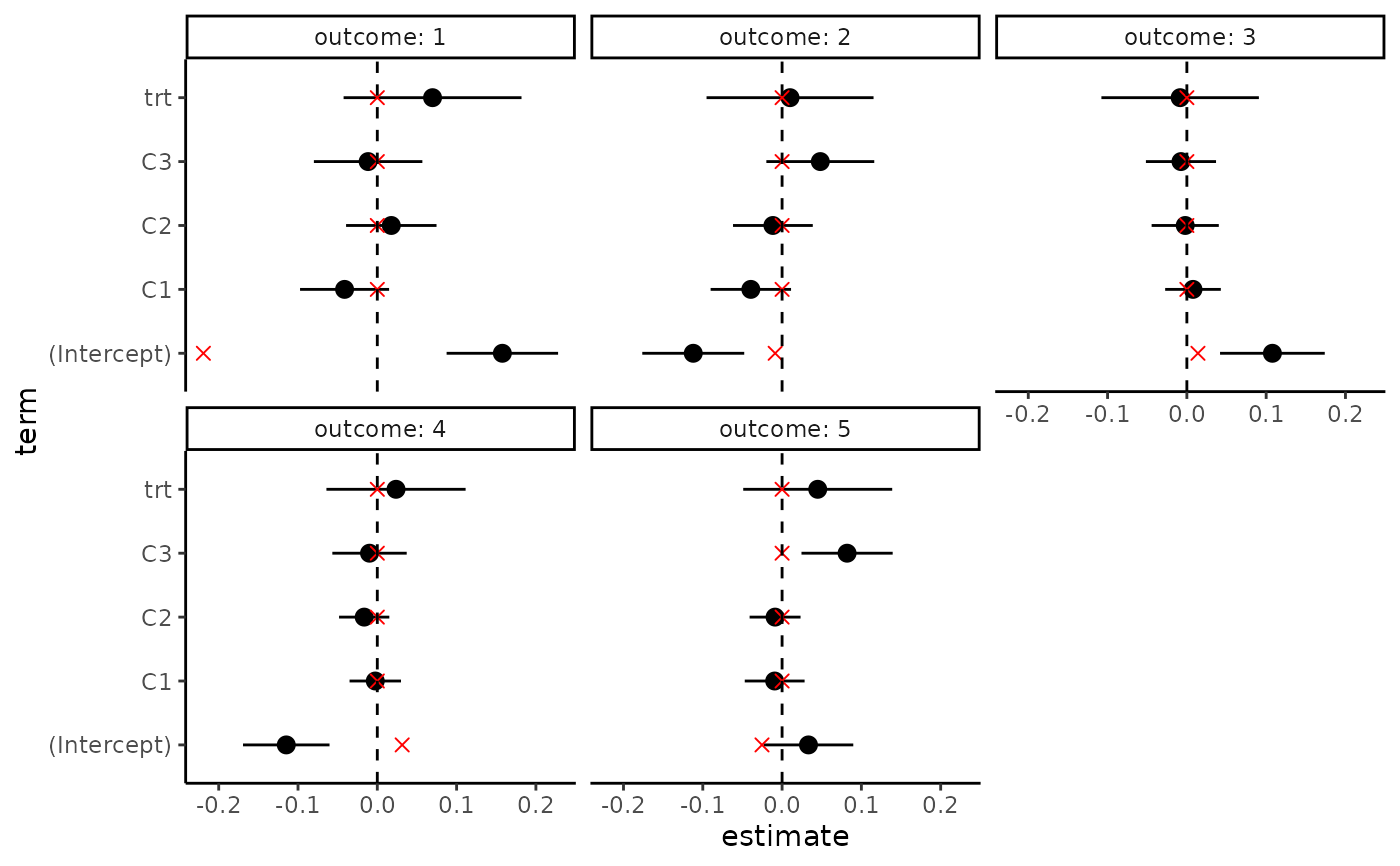 outcome: 1
outcome: 2
outcome: 3
trt
C3
C2
C1
(Intercept)
-0.2 -0.1 0.0 0.1 0.2
term
outcome: 4
outcome: 5
trt
C3
C2
C1
(Intercept)
-0.2 -0.1 0.0 0.1 0.2
-0.2 -0.1 0.0 0.1 0.2
estimate